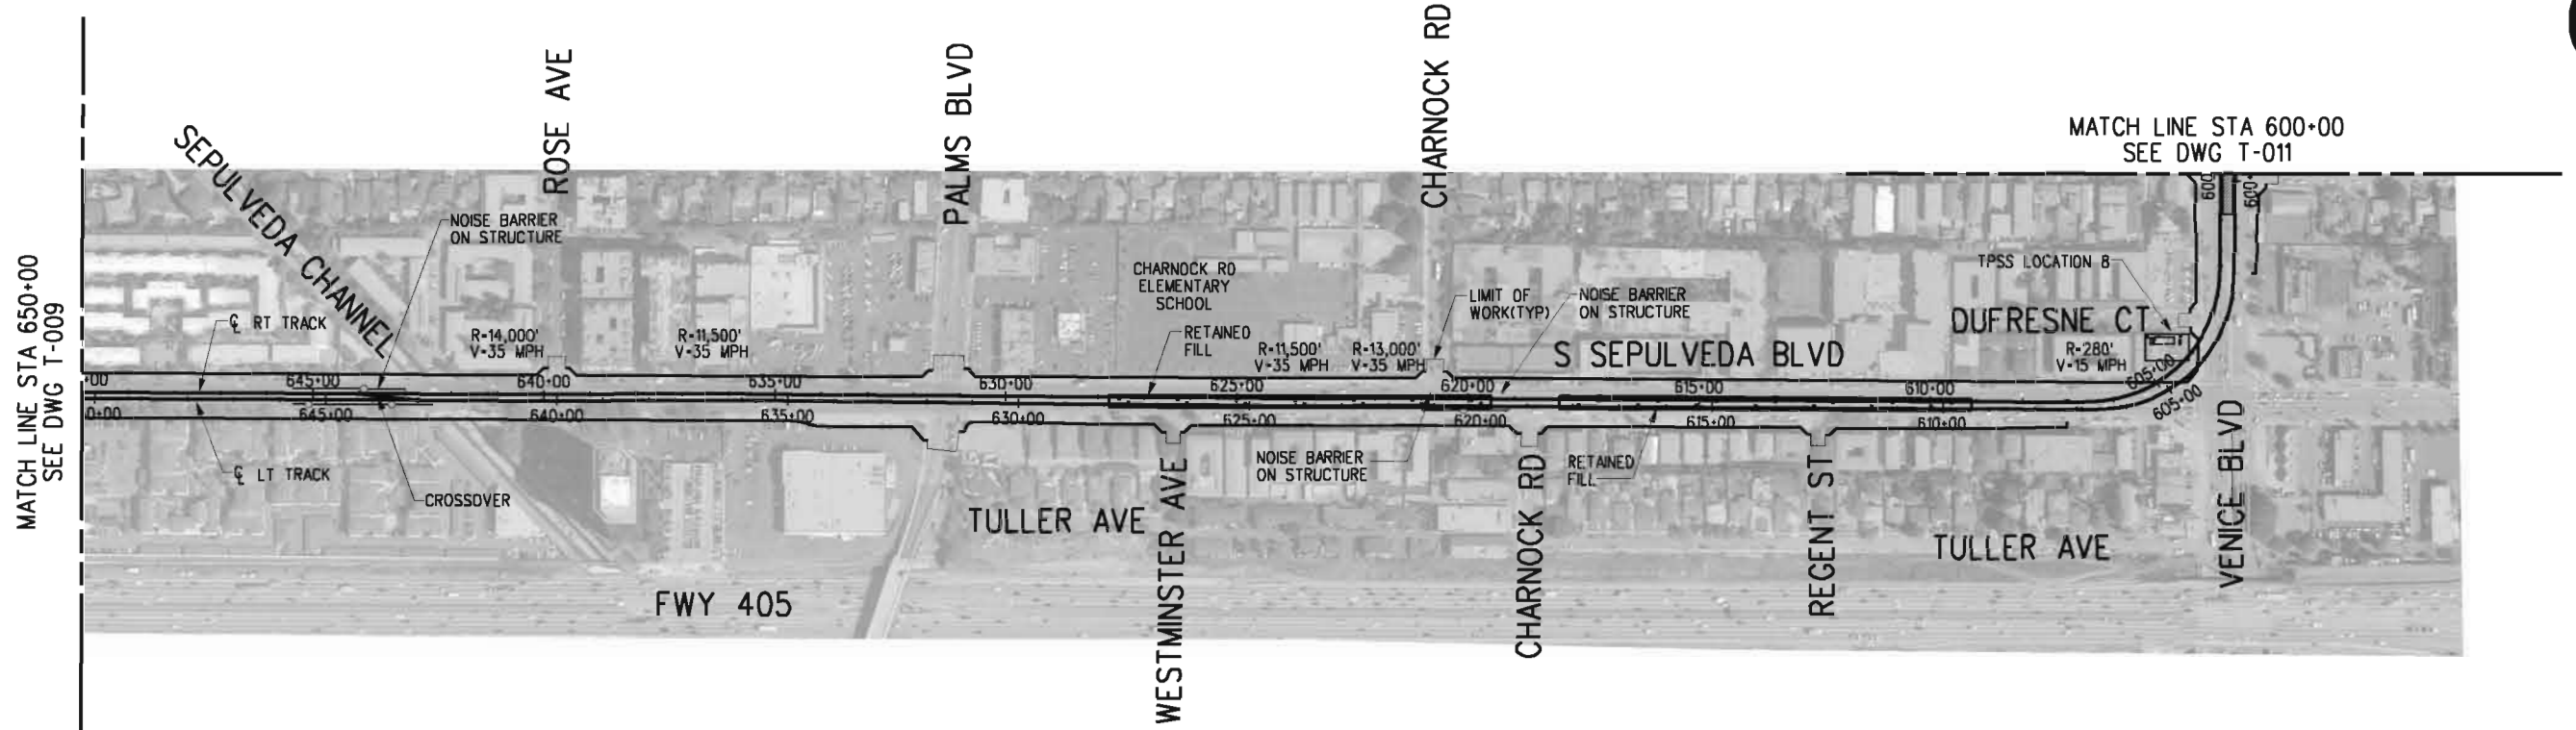 MATCH LINE STA 650+00
SEE DWG T-009
SEPULVEDA CHANNEL
ROSE AVE
PALMS BLVD
CHARNOCK RD
MATCH LINE STA 600+00
SEE DWG T-011
NOISE BARRIER
ON STRUCTURE
℄ RT TRACK
R=14,000'
V=35 MPH
R=11,500'
V=35 MPH
CHARNOCK RD
ELEMENTARY
SCHOOL
RETAINED
FILL
R=11,500'
V=35 MPH
R=13,000'
V=35 MPH
LIMIT OF
WORK(TYP)
NOISE BARRIER
ON STRUCTURE
S SEPULVEDA BLVD
TPSS LOCATION 8
DUFRESNE CT
R=280'
V=15 MPH
600
600+
+00
645+00
640+00
635+00
630+00
625+00
620+00
615+00
610+00
605+00
0+00
645+00
640+00
635+00
630+00
625+00
620+00
615+00
610+00
605+00
℄ LT TRACK
CROSSOVER
NOISE BARRIER
ON STRUCTURE
RETAINED
FILL
TULLER AVE
WESTMINSTER AVE
CHARNOCK RD
REGENT ST
TULLER AVE
VENICE BLVD
FWY 405